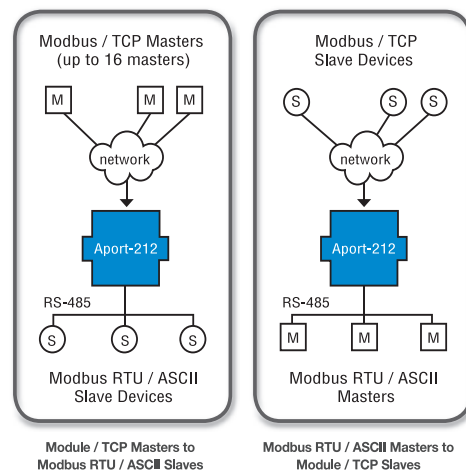 Modbus / TCP Masters
(up to 16 masters)
M
M
M
network
Aport-212
RS-485
S
S
S
Modbus RTU / ASCII
Slave Devices
Module / TCP Masters to
Modbus RTU / ASCII Slaves
Modbus / TCP
Slave Devices
S
S
S
network
Aport-212
RS-485
M
M
M
Modbus RTU / ASCII
Masters
Modbus RTU / ASCII Masters to
Module / TCP Slaves